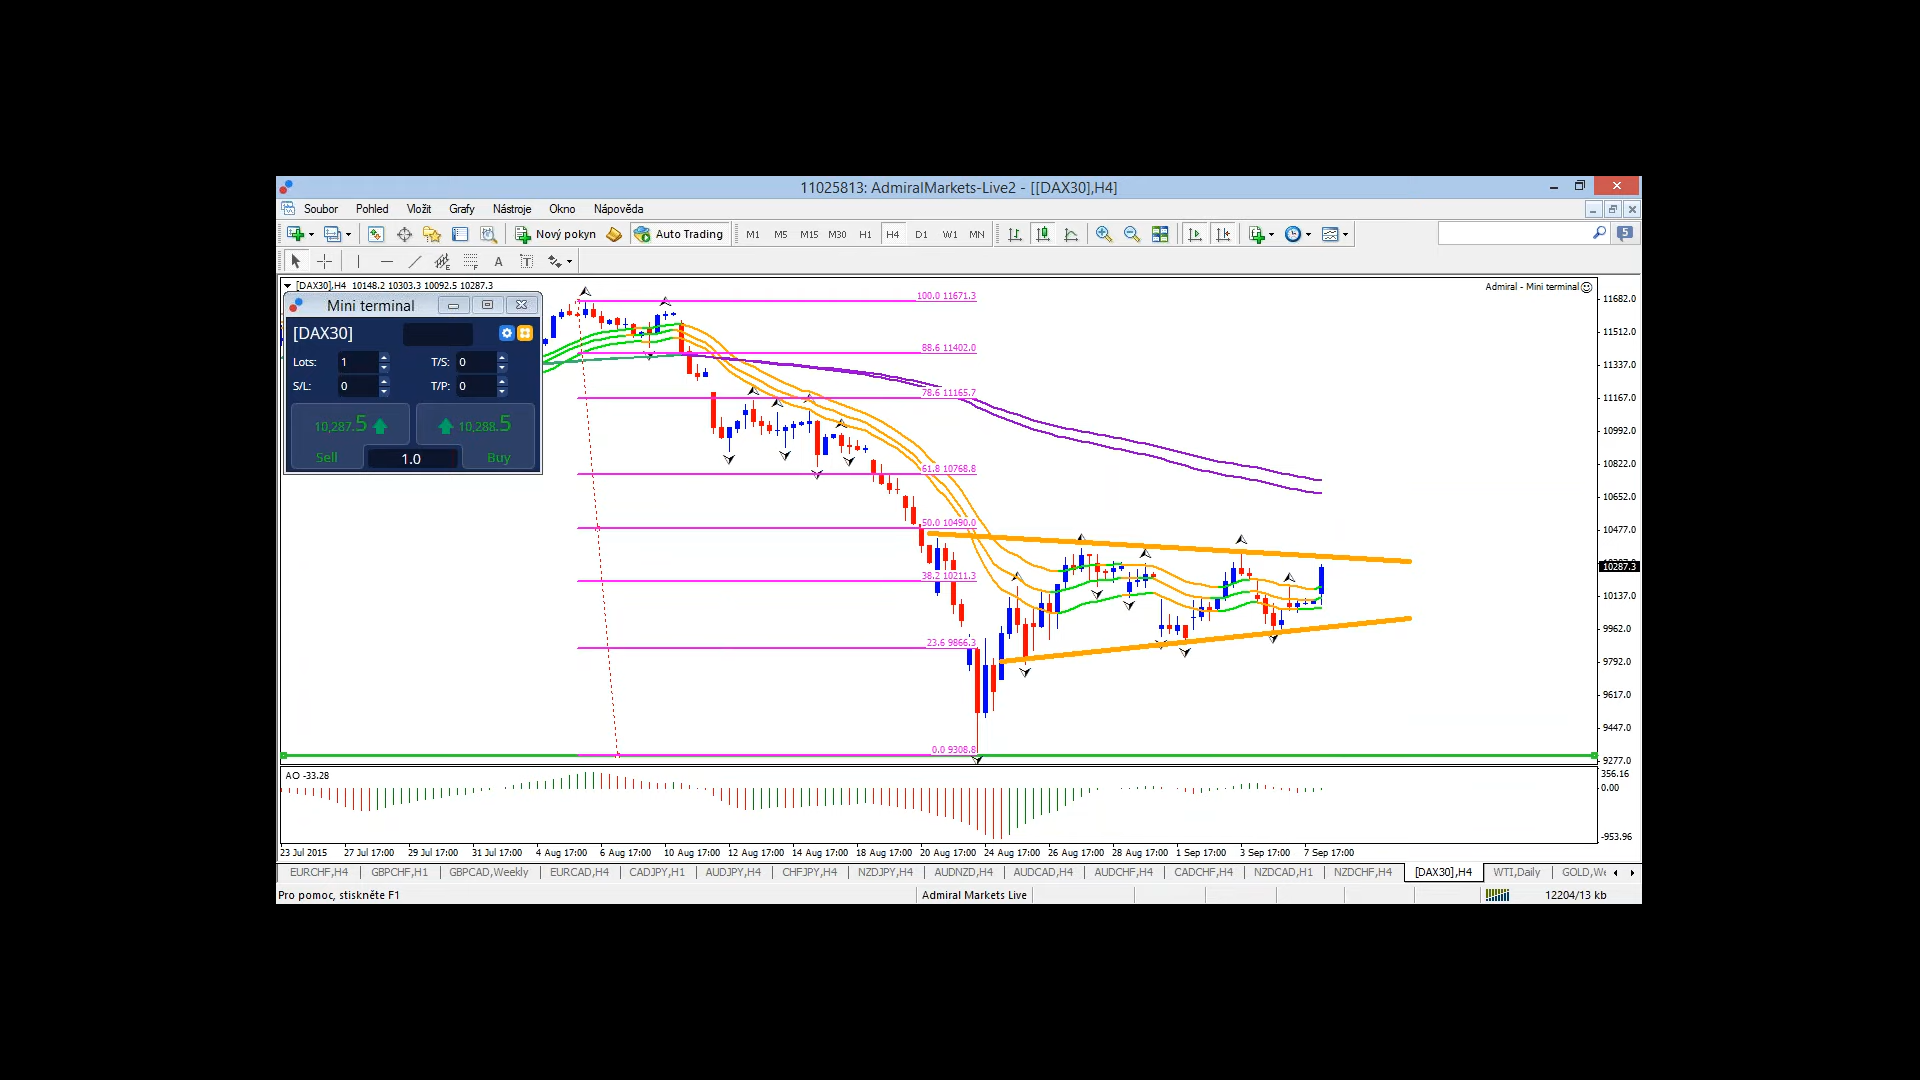 11025813: AdmiralMarkets-Live2 - [[DAX30],H4]
Soubor Pohled Vložit Grafy Nástroje Okno Nápověda
Nový pokyn Auto Trading M1 M5 M15 M30 H1 H4 D1 W1 MN 5
E F A T
[DAX30],H4 10148.2 10303.3 10092.5 10287.3
Admiral - Mini terminal
Mini terminal
[DAX30]
Lots: 1 T/S: 0
S/L: 0 T/P: 0
10,287.5 10,288.5
Sell 1.0 Buy
100.0 11671.3
88.6 11402.0
78.6 11165.7
61.8 10768.8
50.0 10490.0
38.2 10211.3
23.6 9866.3
0.0 9308.8
11682.0
11512.0
11337.0
11167.0
10992.0
10822.0
10652.0
10477.0
10287.3
10137.0
9962.0
9792.0
9617.0
9447.0
9277.0
AO -33.28
356.16
0.00
-953.96
23 Jul 2015 27 Jul 17:00 29 Jul 17:00 31 Jul 17:00 4 Aug 17:00 6 Aug 17:00 10 Aug 17:00 12 Aug 17:00 14 Aug 17:00 18 Aug 17:00 20 Aug 17:00 24 Aug 17:00 26 Aug 17:00 28 Aug 17:00 1 Sep 17:00 3 Sep 17:00 7 Sep 17:00
EURCHF,H4 GBPCHF,H1 GBPCAD,Weekly EURCAD,H4 CADJPY,H1 AUDJPY,H4 CHFJPY,H4 NZDJPY,H4 AUDNZD,H4 AUDCAD,H4 AUDCHF,H4 CADCHF,H4 NZDCAD,H1 NZDCHF,H4 [DAX30],H4 WTI,Daily GOLD,We
Pro pomoc, stiskněte F1 Admiral Markets Live 12204/13 kb